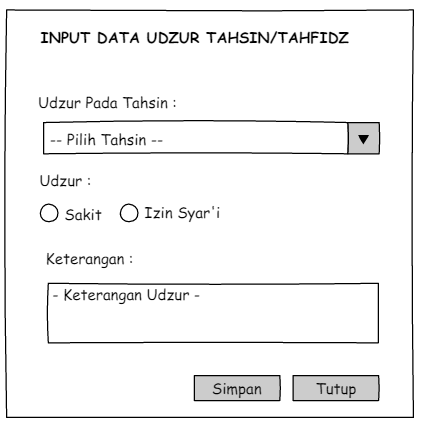 INPUT DATA UDZUR TAHSIN/TAHFIDZ
Udzur Pada Tahsin :
-- Pilih Tahsin --
Udzur :
Sakit Izin Syar'i
Keterangan :
- Keterangan Udzur -
Simpan Tutup